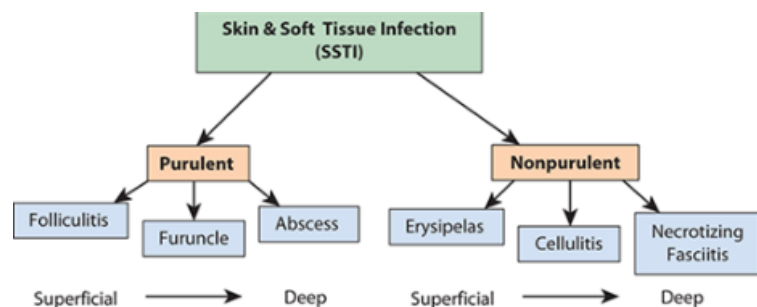 Skin & Soft Tissue Infection
(SSTI)
Purulent
Nonpurulent
Folliculitis
Furuncle
Abscess
Erysipelas
Cellulitis
Necrotizing
Fasciitis
Superficial
Deep
Superficial
Deep